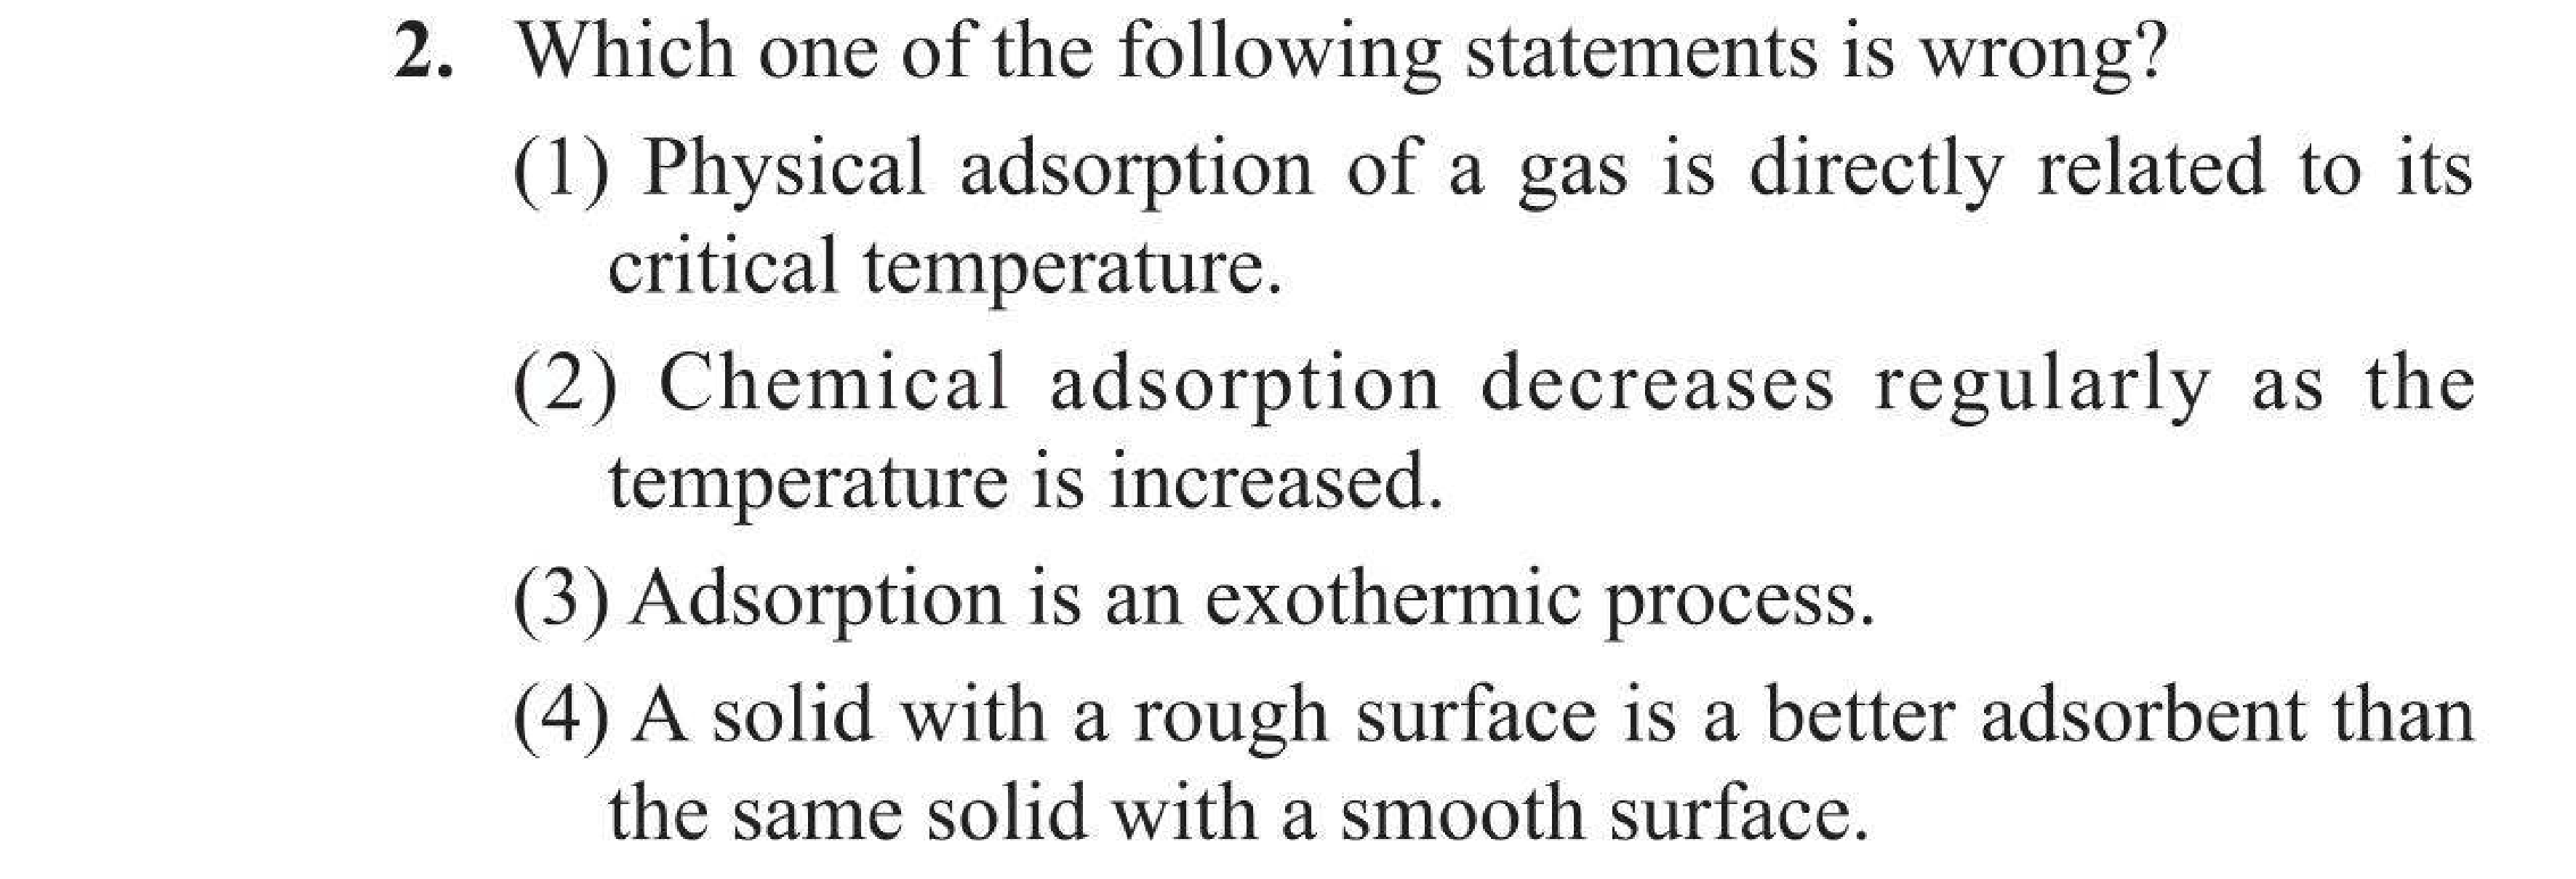 2. Which one of the following statements is wrong?
(1) Physical adsorption of a gas is directly related to its
critical temperature.
(2) Chemical adsorption decreases regularly as the
temperature is increased.
(3) Adsorption is an exothermic process.
(4) A solid with a rough surface is a better adsorbent than
the same solid with a smooth surface.